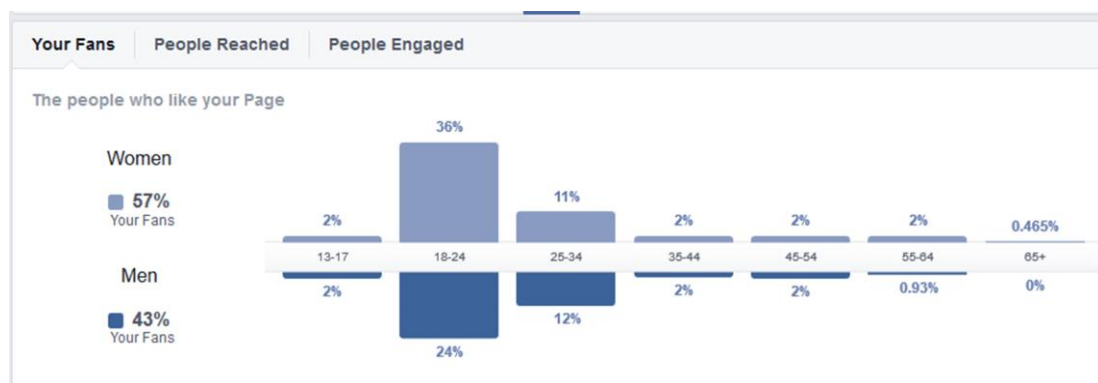 Your Fans People Reached People Engaged
The people who like your Page
36%
Women
57%
Your Fans
11%
2% 2% 2% 2% 0.465%
13-17 18-24 25-34 35-44 45-54 55-64 65+
Men
2% 2% 2% 0.93% 0%
43%
Your Fans
12%
24%